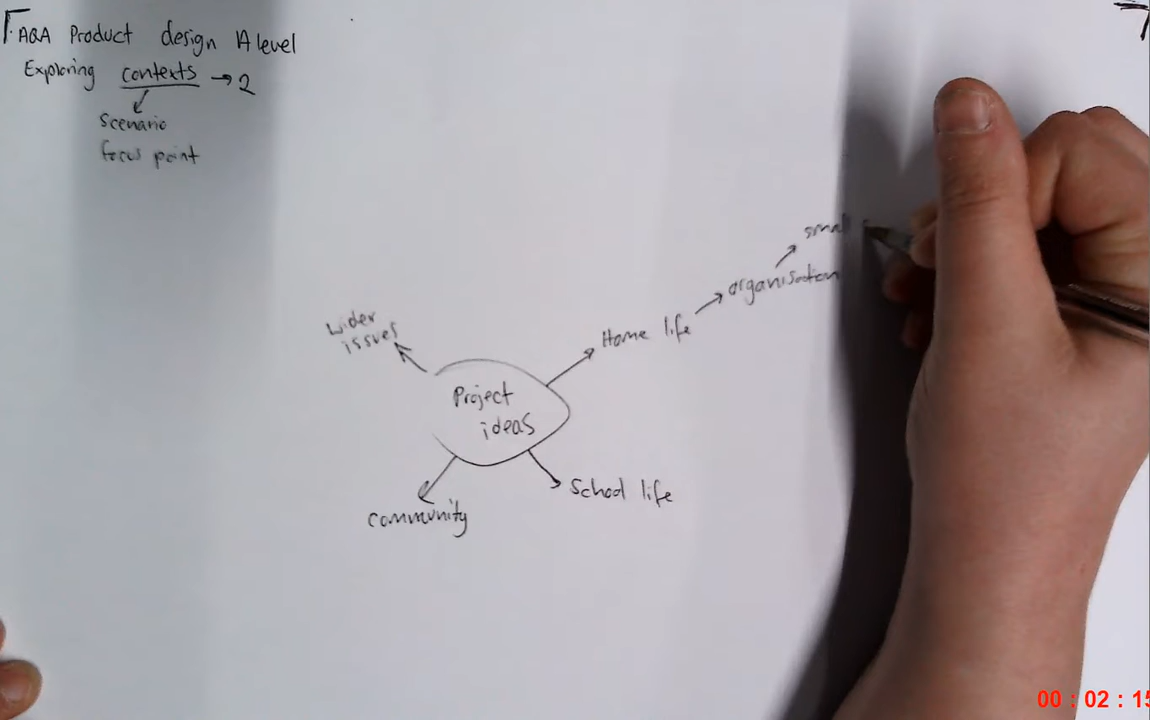 AQA Product design A level
Exploring contexts → 2
scenario
focus point
small
organisation
Home life
wider
issues
Project
ideas
School life
community
00 : 02 : 15